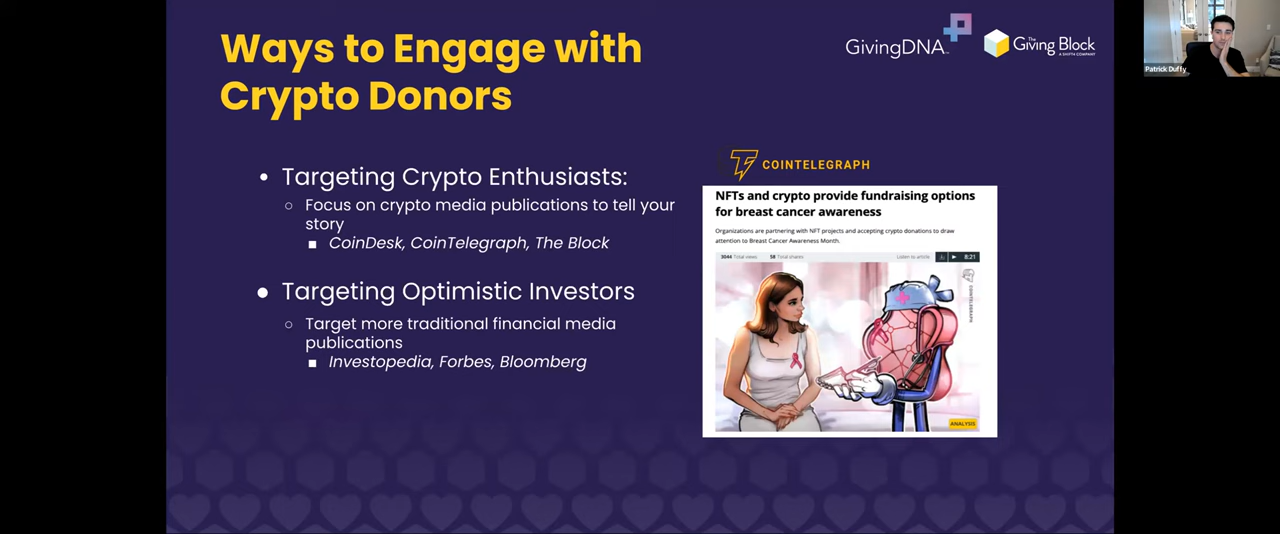 Ways to Engage with
Crypto Donors
GivingDNA
The
Giving Block
A SHIFT4 COMPANY
Patrick Duffy
• Targeting Crypto Enthusiasts:
○ Focus on crypto media publications to tell your
story
■ CoinDesk, CoinTelegraph, The Block
● Targeting Optimistic Investors
○ Target more traditional financial media
publications
■ Investopedia, Forbes, Bloomberg
COINTELEGRAPH
NFTs and crypto provide fundraising options
for breast cancer awareness
Organizations are partnering with NFT projects and accepting crypto donations to draw
attention to Breast Cancer Awareness Month.
3044 Total views 58 Total shares Listen to article 8:21
COINTELEGRAPH
ANALYSIS